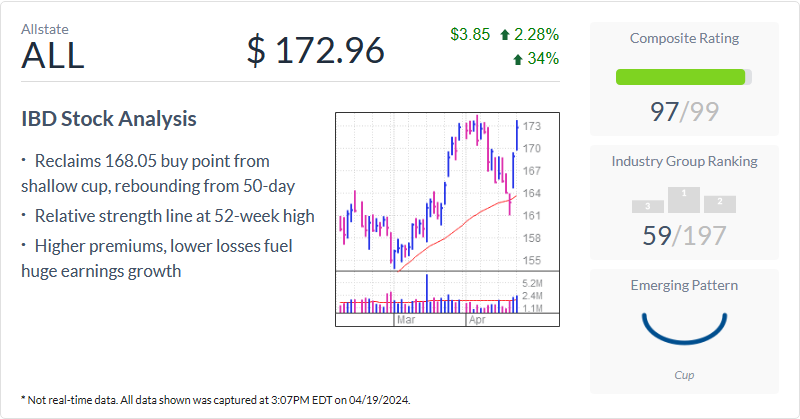 Allstate
ALL
$ 172.96
$3.85 2.28%
34%
IBD Stock Analysis
· Reclaims 168.05 buy point from
shallow cup, rebounding from 50-day
· Relative strength line at 52-week high
· Higher premiums, lower losses fuel
huge earnings growth
173
170
167
164
161
158
155
5.2M
2.4M
1.1M
Mar
Apr
Composite Rating
97/99
Industry Group Ranking
3
1
2
59/197
Emerging Pattern
Cup
* Not real-time data. All data shown was captured at 3:07PM EDT on 04/19/2024.